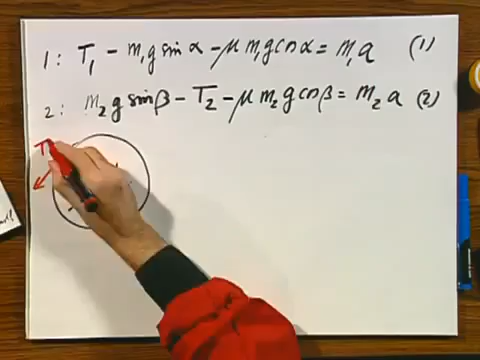 1: T₁ - m₁g sin α - μ m₁g cos α = m₁a (1)
2: m₂g sin β - T₂ - μ m₂g cos β = m₂a (2)
T